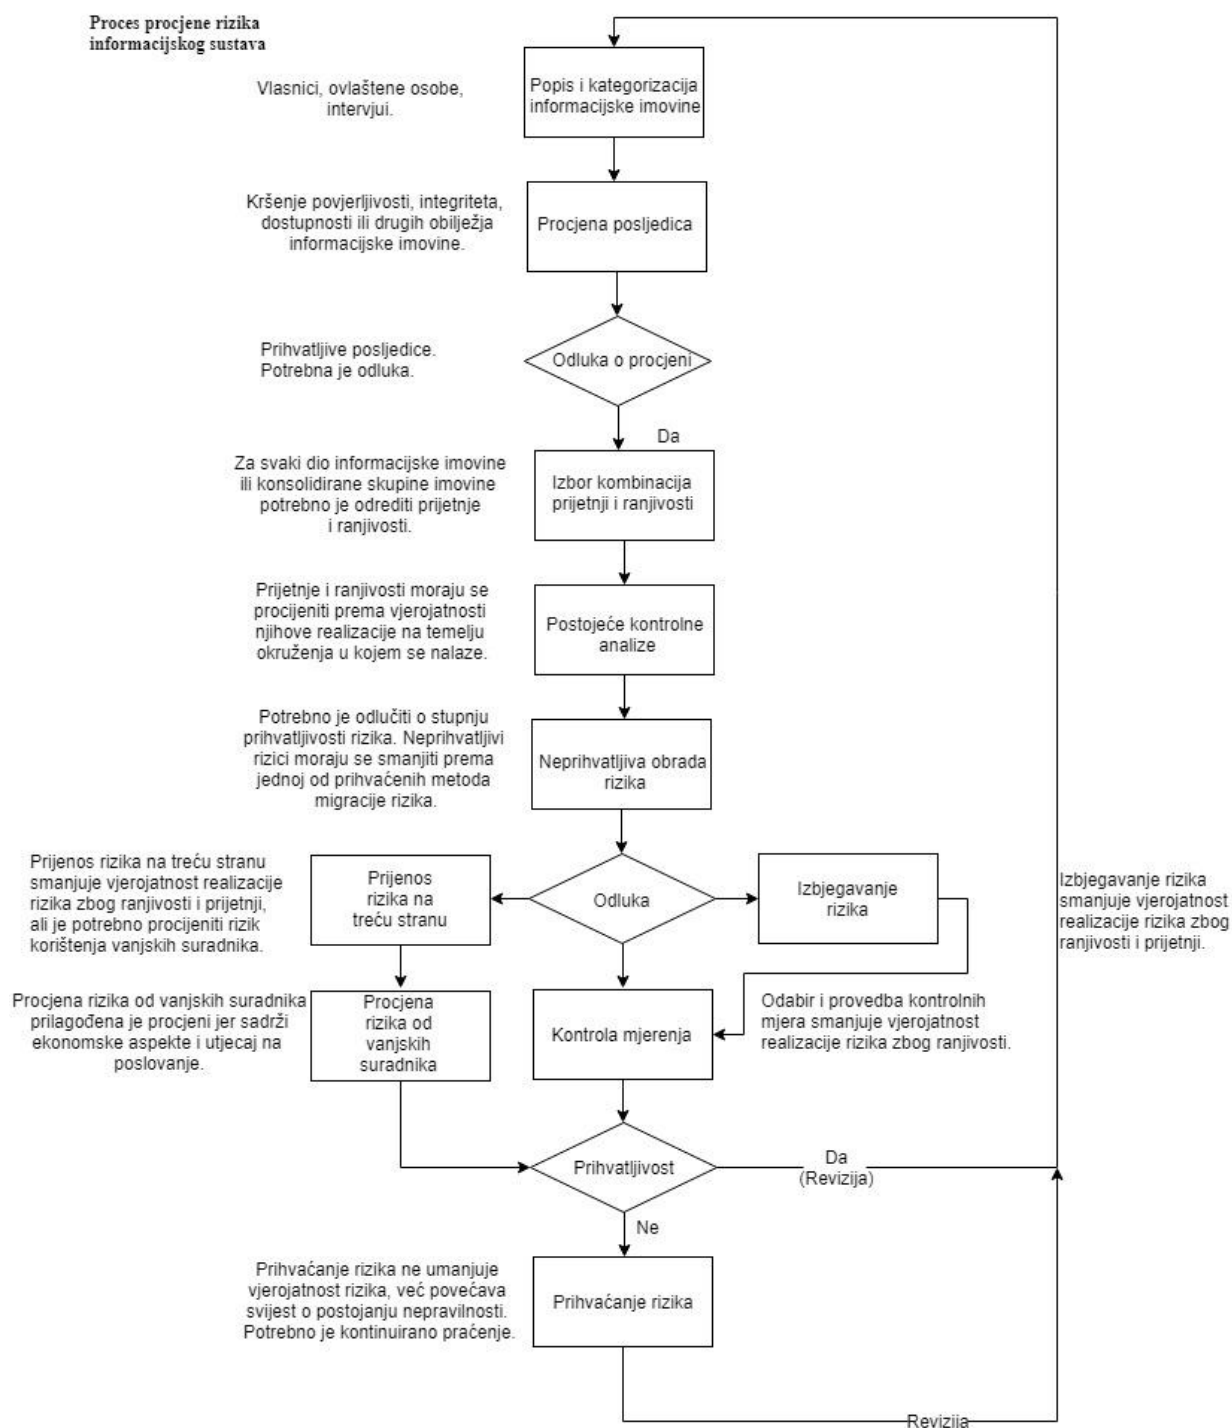 Proces procjene rizika
informacijskog sustava
Vlasnici, ovlaštene osobe,
intervjui.
Popis i kategorizacija
informacijske imovine
Kršenje povjerljivosti, integriteta,
dostupnosti ili drugih obilježja
informacijske imovine.
Procjena posljedica
Prihvatljive posljedice.
Potrebna je odluka.
Odluka o procjeni
Da
Za svaki dio informacijske imovine
ili konsolidirane skupine imovine
potrebno je odrediti prijetnje
i ranjivosti.
Izbor kombinacija
prijetnji i ranjivosti
Prijetnje i ranjivosti moraju se
procijeniti prema vjerojatnosti
njihove realizacije na temelju
okruženja u kojem se nalaze.
Postojeće kontrolne
analize
Potrebno je odlučiti o stupnju
prihvatljivosti rizika. Neprihvatljivi
rizici moraju se smanjiti prema
jednoj od prihvaćenih metoda
migracije rizika.
Neprihvatljiva obrada
rizika
Prijenos rizika na treću stranu
smanjuje vjerojatnost realizacije
rizika zbog ranjivosti i prijetnji,
ali je potrebno procijeniti rizik
korištenja vanjskih suradnika.
Prijenos
rizika na
treću stranu
Odluka
Izbjegavanje
rizika
Izbjegavanje rizika
smanjuje vjerojatnost
realizacije rizika zbog
ranjivosti i prijetnji.
Procjena rizika od vanjskih suradnika
prilagođena je procjeni jer sadrži
ekonomske aspekte i utjecaj na
poslovanje.
Procjena
rizika od
vanjskih
suradnika
Kontrola mjerenja
Odabir i provedba kontrolnih
mjera smanjuje vjerojatnost
realizacije rizika zbog ranjivosti.
Prihvatljivost
Da
(Revizija)
Ne
Prihvaćanje rizika ne umanjuje
vjerojatnost rizika, već povećava
svijest o postojanju nepravilnosti.
Potrebno je kontinuirano praćenje.
Prihvaćanje rizika
Revizija